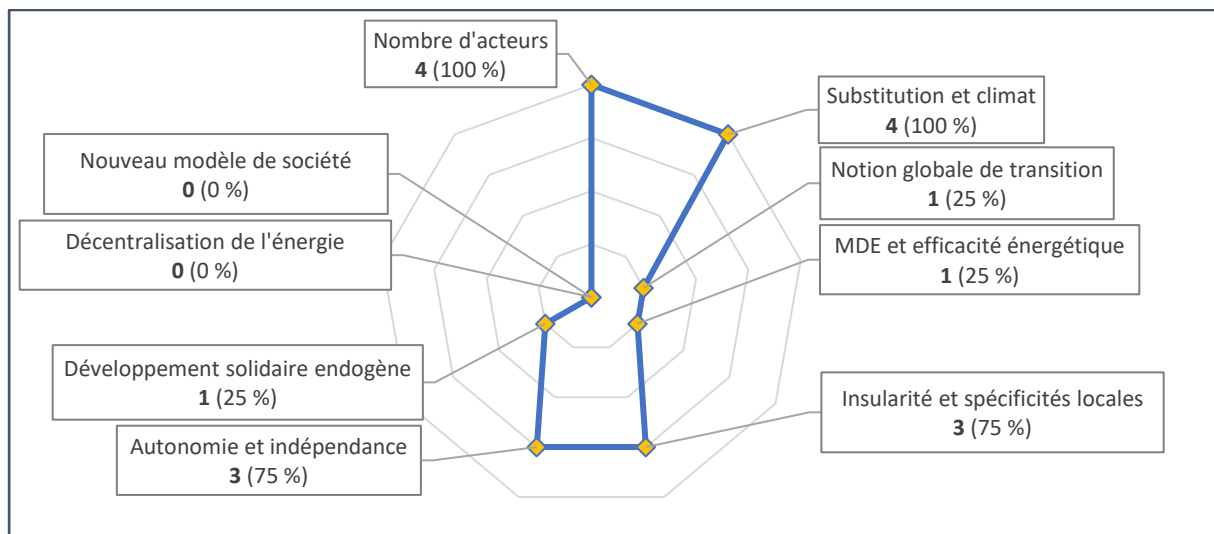 Nombre d'acteurs
4 (100 %)
Substitution et climat
4 (100 %)
Notion globale de transition
1 (25 %)
MDE et efficacité énergétique
1 (25 %)
Insularité et spécificités locales
3 (75 %)
Autonomie et indépendance
3 (75 %)
Développement solidaire endogène
1 (25 %)
Décentralisation de l'énergie
0 (0 %)
Nouveau modèle de société
0 (0 %)